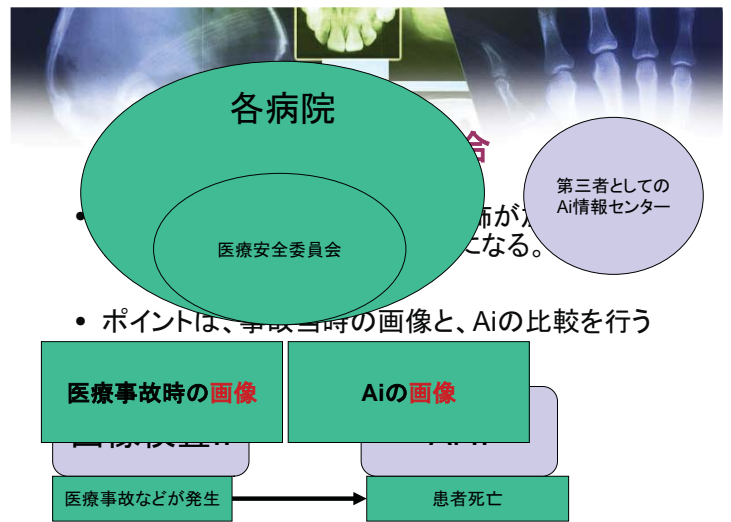 各病院
合
第三者としての
Ai情報センター
医療安全委員会
になる。
• ポイントは、事故当時の画像と、Aiの比較を行う
医療事故時の画像
Aiの画像
医療事故などが発生
患者死亡